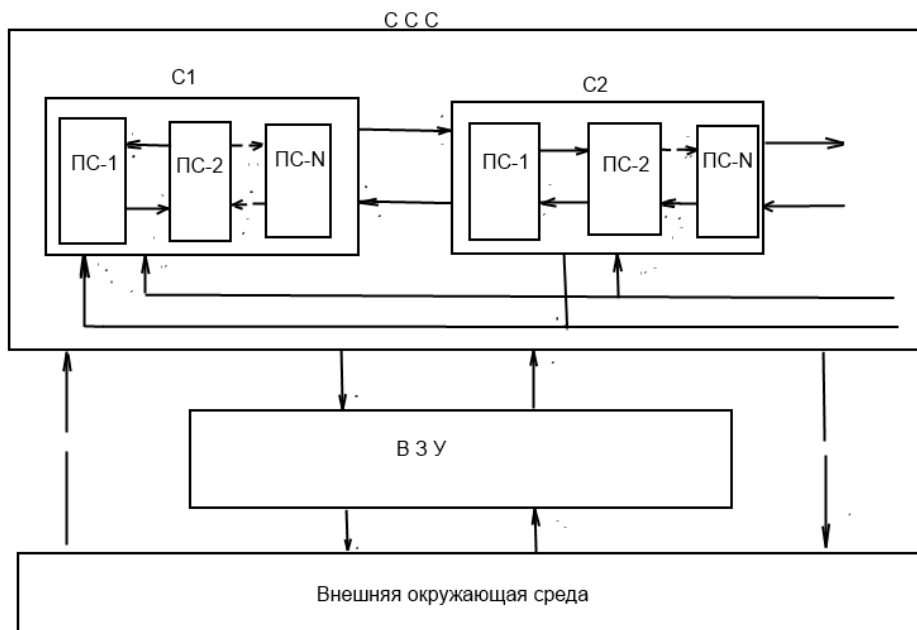 С С С
С1
С2
ПС-1
ПС-2
ПС-N
ПС-1
ПС-2
ПС-N
В З У
Внешняя окружающая среда